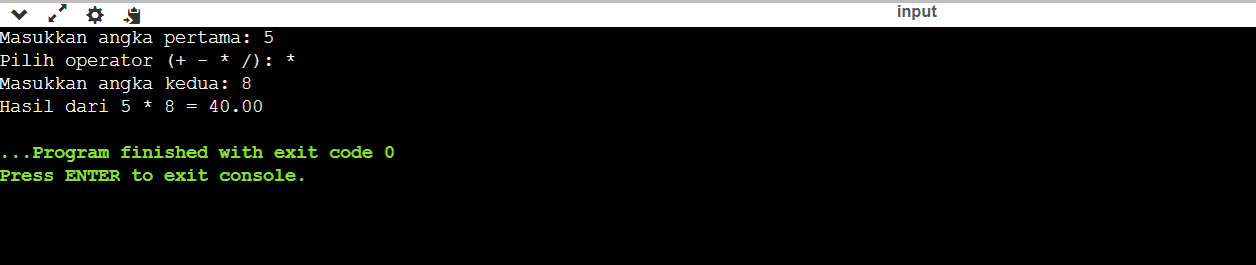 input
Masukkan angka pertama: 5
Pilih operator (+ - * /): *
Masukkan angka kedua: 8
Hasil dari 5 * 8 = 40.00
...Program finished with exit code 0
Press ENTER to exit console.